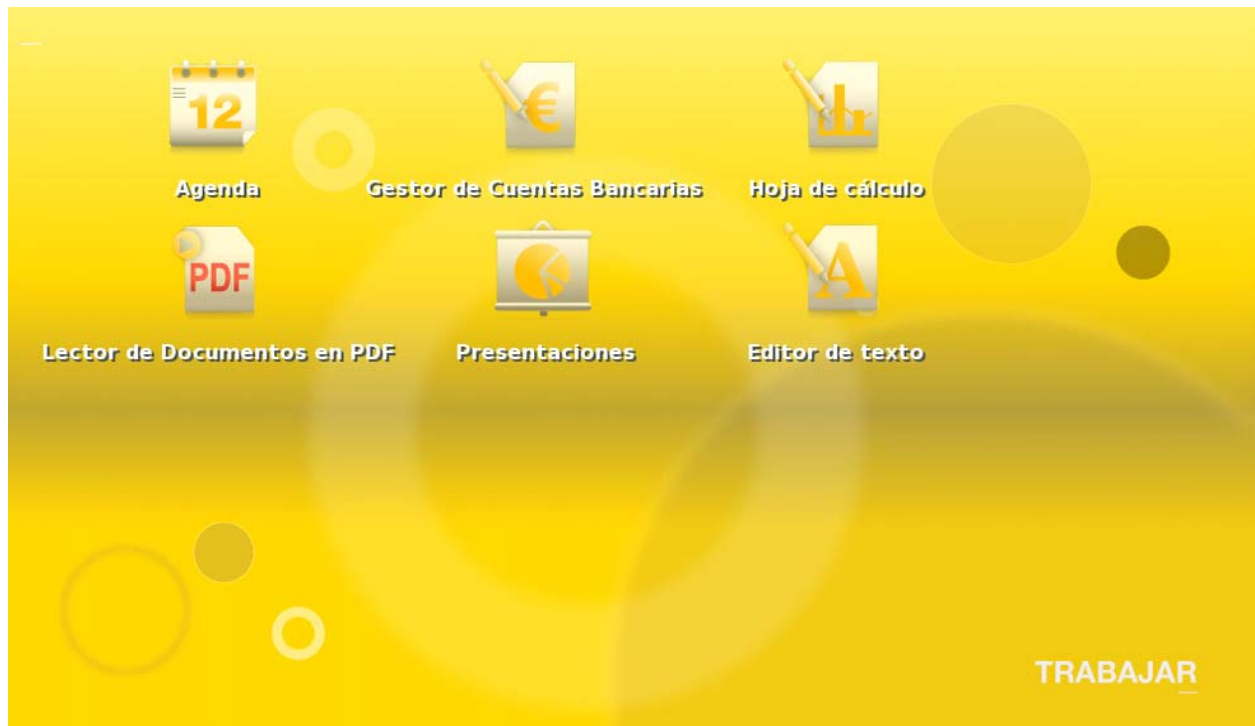 12
€
Agenda
Gestor de Cuentas Bancarias
Hoja de cálculo
PDF
A
Lector de Documentos en PDF
Presentaciones
Editor de texto
TRABAJAR